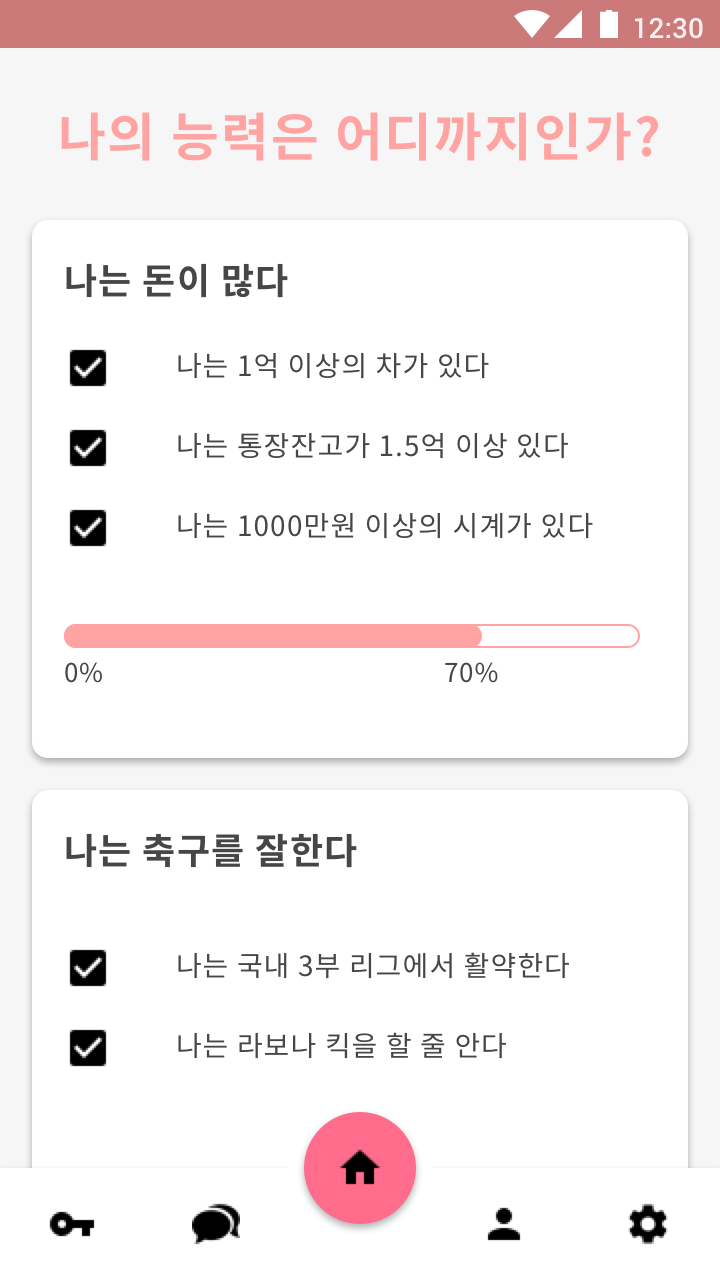 12:30
나의 능력은 어디까지인가?
나는 돈이 많다
나는 1억 이상의 차가 있다
나는 통장잔고가 1.5억 이상 있다
나는 1000만원 이상의 시계가 있다
0% 70%
나는 축구를 잘한다
나는 국내 3부 리그에서 활약한다
나는 라보나 킥을 할 줄 안다